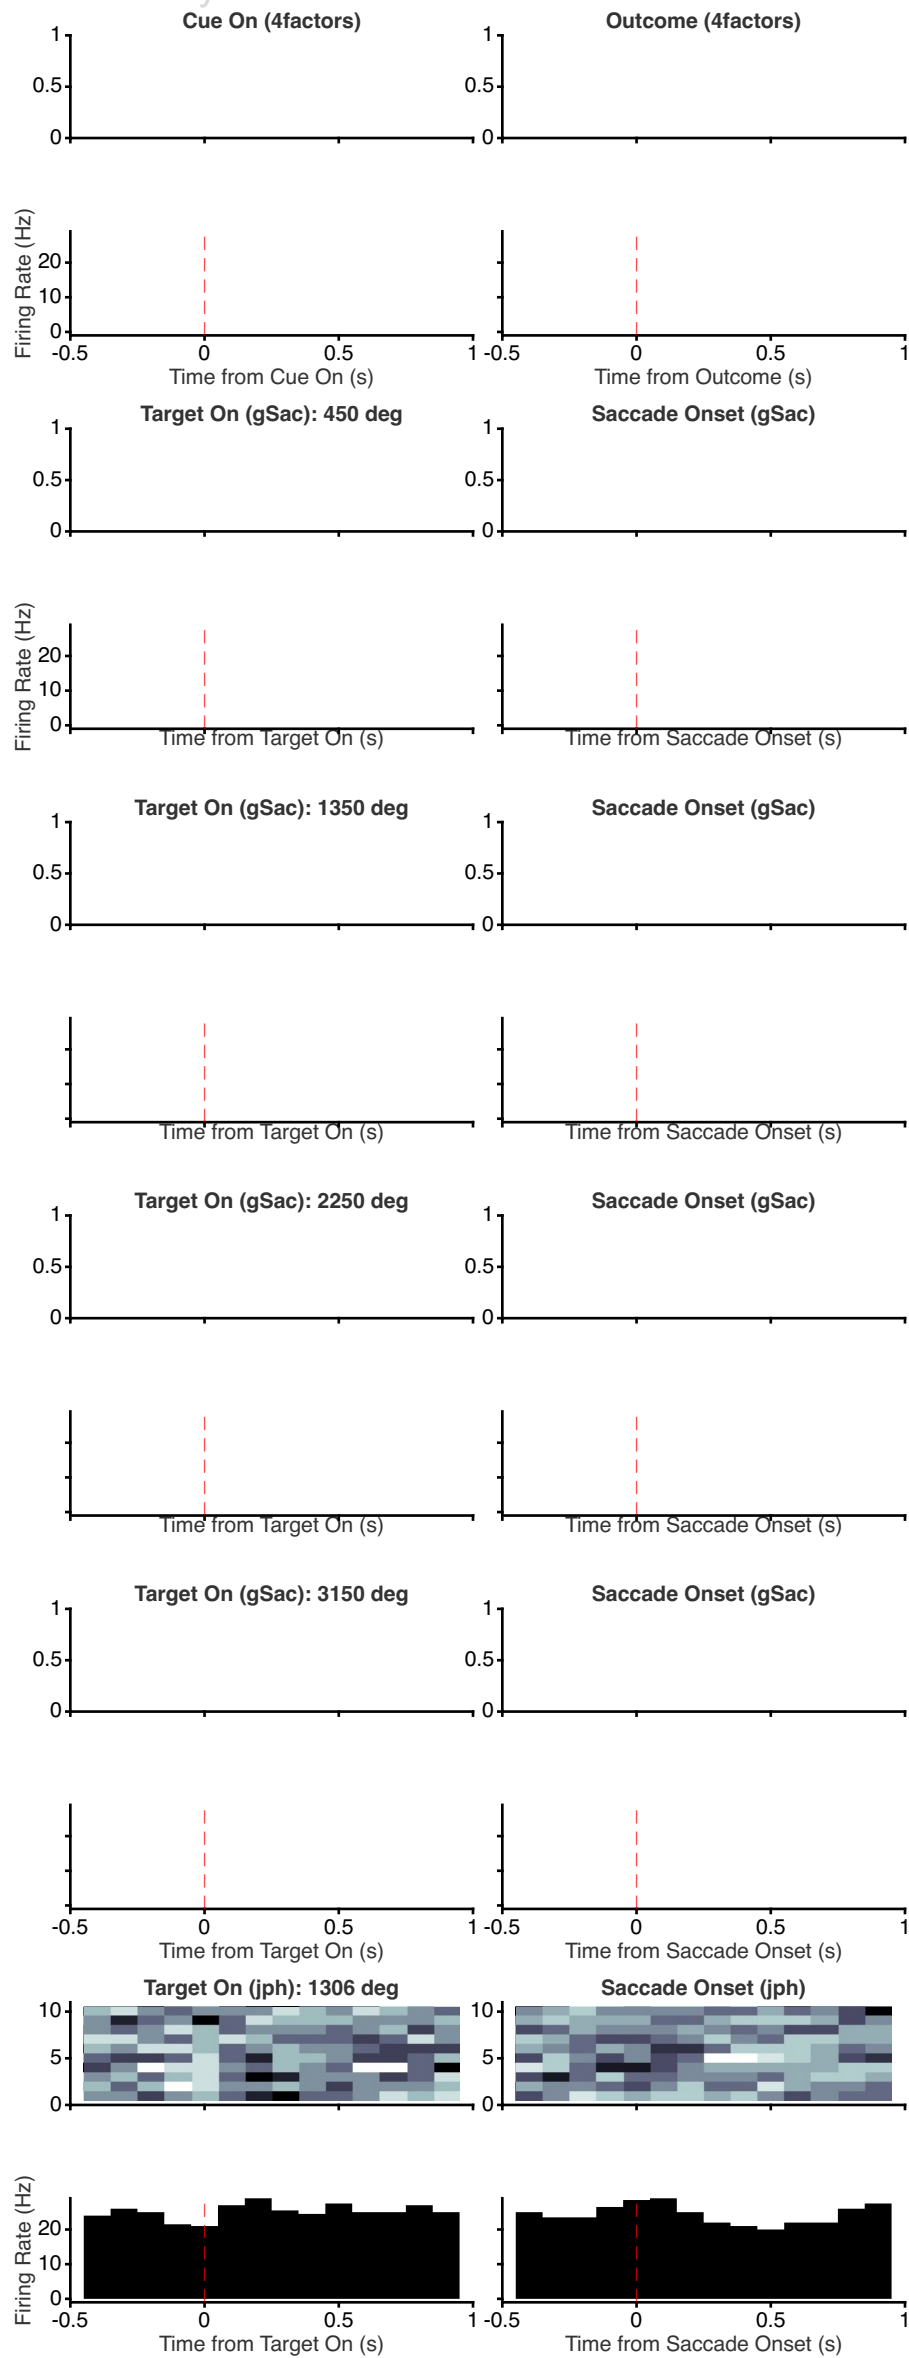 Cue On (4factors) Outcome (4factors)
1 1
0.5 0.5
0 0
Firing Rate (Hz)
20
10
0
-0.5 0 0.5 1 -0.5 0 0.5 1
Time from Cue On (s) Time from Outcome (s)
Target On (gSac): 450 deg Saccade Onset (gSac)
1 1
0.5 0.5
0 0
Firing Rate (Hz)
20
10
0
Time from Target On (s) Time from Saccade Onset (s)
Target On (gSac): 1350 deg Saccade Onset (gSac)
1 1
0.5 0.5
0 0
Time from Target On (s) Time from Saccade Onset (s)
Target On (gSac): 2250 deg Saccade Onset (gSac)
1 1
0.5 0.5
0 0
Time from Target On (s) Time from Saccade Onset (s)
Target On (gSac): 3150 deg Saccade Onset (gSac)
1 1
0.5 0.5
0 0
-0.5 0 0.5 1 -0.5 0 0.5 1
Time from Target On (s) Time from Saccade Onset (s)
Target On (jph): 1306 deg Saccade Onset (jph)
10 10
5 5
0 0
Firing Rate (Hz)
20
10
0
-0.5 0 0.5 1 -0.5 0 0.5 1
Time from Target On (s) Time from Saccade Onset (s)